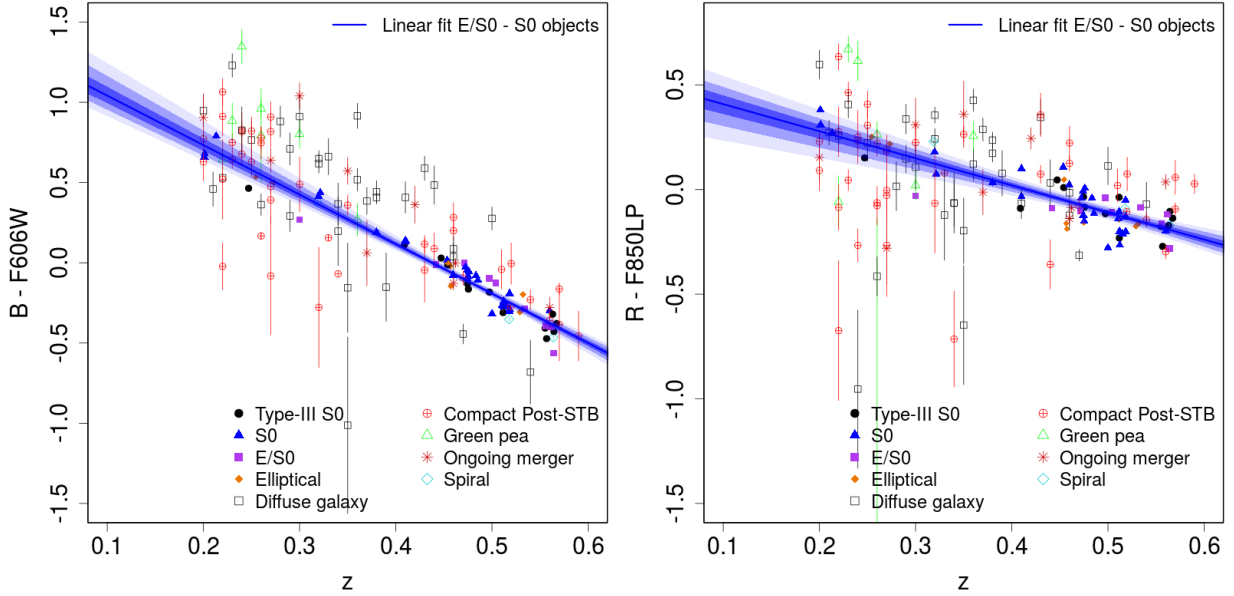 Linear fit E/S0 - S0 objects
B - F606W
1.5
1.0
0.5
0.0
-0.5
-1.0
-1.5
Type-III S0
S0
E/S0
Elliptical
Diffuse galaxy
Compact Post-STB
Green pea
Ongoing merger
Spiral
0.1 0.2 0.3 0.4 0.5 0.6
z
Linear fit E/S0 - S0 objects
R - F850LP
0.5
0.0
-0.5
-1.0
-1.5
Type-III S0
S0
E/S0
Elliptical
Diffuse galaxy
Compact Post-STB
Green pea
Ongoing merger
Spiral
0.1 0.2 0.3 0.4 0.5 0.6
z